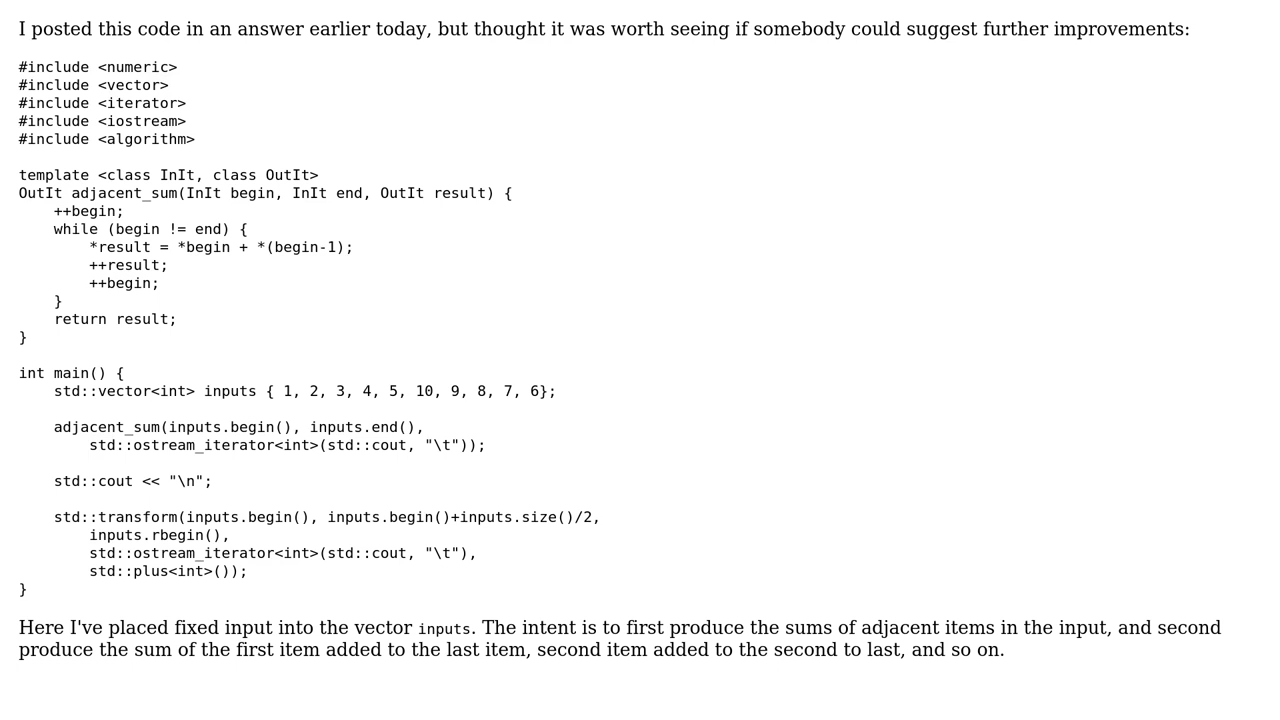 I posted this code in an answer earlier today, but thought it was worth seeing if somebody could suggest further improvements:
#include <numeric>
#include <vector>
#include <iterator>
#include <iostream>
#include <algorithm>

template <class InIt, class OutIt>
OutIt adjacent_sum(InIt begin, InIt end, OutIt result) {
    ++begin;
    while (begin != end) {
        *result = *begin + *(begin-1);
        ++result;
        ++begin;
    }
    return result;
}

int main() {
    std::vector<int> inputs { 1, 2, 3, 4, 5, 10, 9, 8, 7, 6};

    adjacent_sum(inputs.begin(), inputs.end(),
        std::ostream_iterator<int>(std::cout, "\t"));

    std::cout << "\n";

    std::transform(inputs.begin(), inputs.begin()+inputs.size()/2,
        inputs.rbegin(),
        std::ostream_iterator<int>(std::cout, "\t"),
        std::plus<int>());
}
Here I've placed fixed input into the vector inputs. The intent is to first produce the sums of adjacent items in the input, and second
produce the sum of the first item added to the last item, second item added to the second to last, and so on.